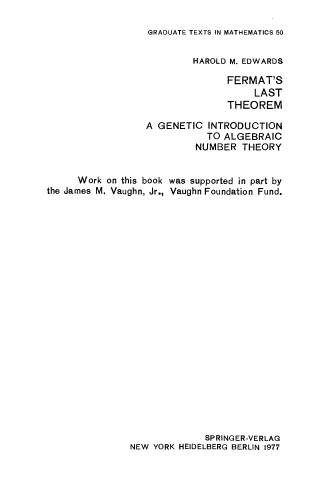 GRADUATE TEXTS IN MATHEMATICS 50
HAROLD M. EDWARDS
FERMAT'S
LAST
THEOREM
A GENETIC INTRODUCTION
TO ALGEBRAIC
NUMBER THEORY
Work on this book was supported in part by
the James M. Vaughn, Jr., Vaughn Foundation Fund.
SPRINGER-VERLAG
NEW YORK HEIDELBERG BERLIN 1977